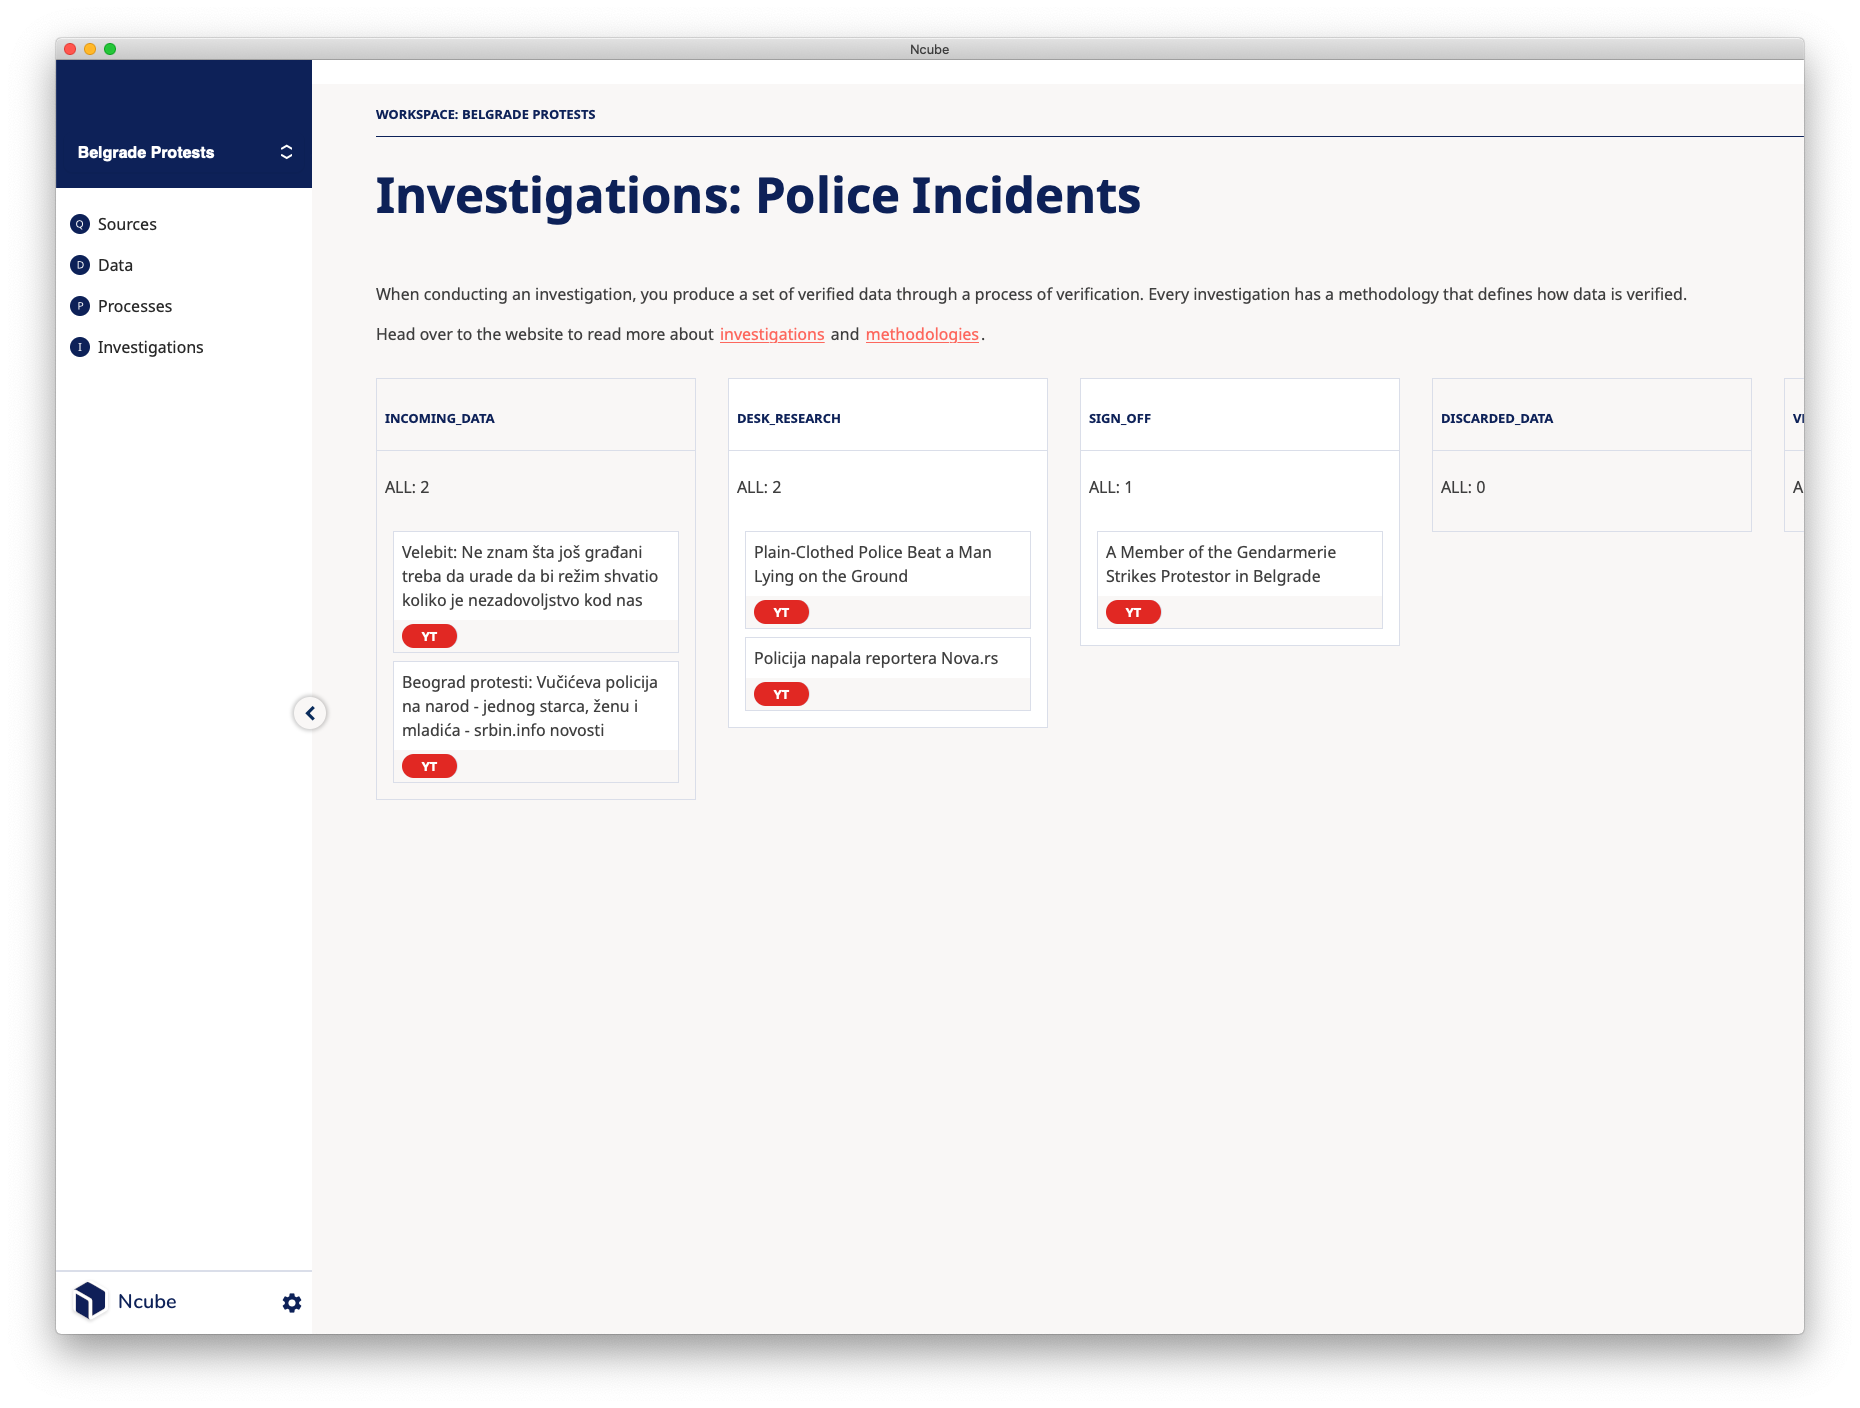 Ncube
Belgrade Protests
Q Sources
D Data
P Processes
I Investigations
Ncube
WORKSPACE: BELGRADE PROTESTS
Investigations: Police Incidents
When conducting an investigation, you produce a set of verified data through a process of verification. Every investigation has a methodology that defines how data is verified.
Head over to the website to read more about investigations and methodologies.
INCOMING_DATA
ALL: 2
Velebit: Ne znam šta još građani
treba da urade da bi režim shvatio
koliko je nezadovoljstvo kod nas
YT
Beograd protesti: Vučićeva policija
na narod - jednog starca, ženu i
mladića - srbin.info novosti
YT
DESK_RESEARCH
ALL: 2
Plain-Clothed Police Beat a Man
Lying on the Ground
YT
Policija napala reportera Nova.rs
YT
SIGN_OFF
ALL: 1
A Member of the Gendarmerie
Strikes Protestor in Belgrade
YT
DISCARDED_DATA
ALL: 0